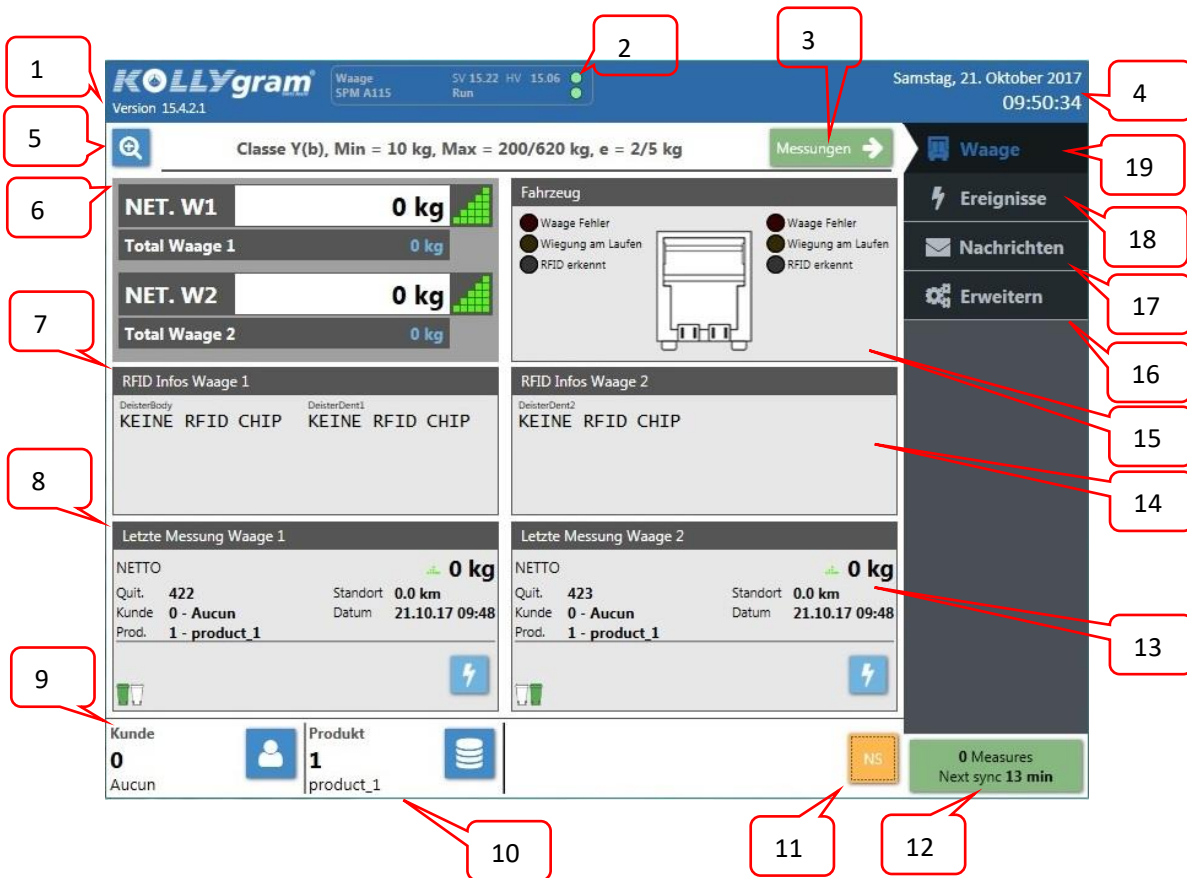 1
2
3
4
5
6
7
8
9
10
11
12
13
14
15
16
17
18
19
KOLLYgram
Version 15.4.2.1
Waage SV 15.22 HV 15.06
SPM A115 Run
Samstag, 21. Oktober 2017
09:50:34
Classe Y(b), Min = 10 kg, Max = 200/620 kg, e = 2/5 kg
Messungen
Waage
Ereignisse
Nachrichten
Erweitern
NET. W1 0 kg
Total Waage 1 0 kg
NET. W2 0 kg
Total Waage 2 0 kg
Fahrzeug
Waage Fehler
Wiegung am Laufen
RFID erkennt
Waage Fehler
Wiegung am Laufen
RFID erkennt
RFID Infos Waage 1
DeisterBody DeisterDent1
KEINE RFID CHIP KEINE RFID CHIP
RFID Infos Waage 2
DeisterDent2
KEINE RFID CHIP
Letzte Messung Waage 1
NETTO 0 kg
Quit. 422 Standort 0.0 km
Kunde 0 - Aucun Datum 21.10.17 09:48
Prod. 1 - product_1
Letzte Messung Waage 2
NETTO 0 kg
Quit. 423 Standort 0.0 km
Kunde 0 - Aucun Datum 21.10.17 09:48
Prod. 1 - product_1
Kunde
0
Aucun
Produkt
1
product_1
NS
0 Measures
Next sync 13 min